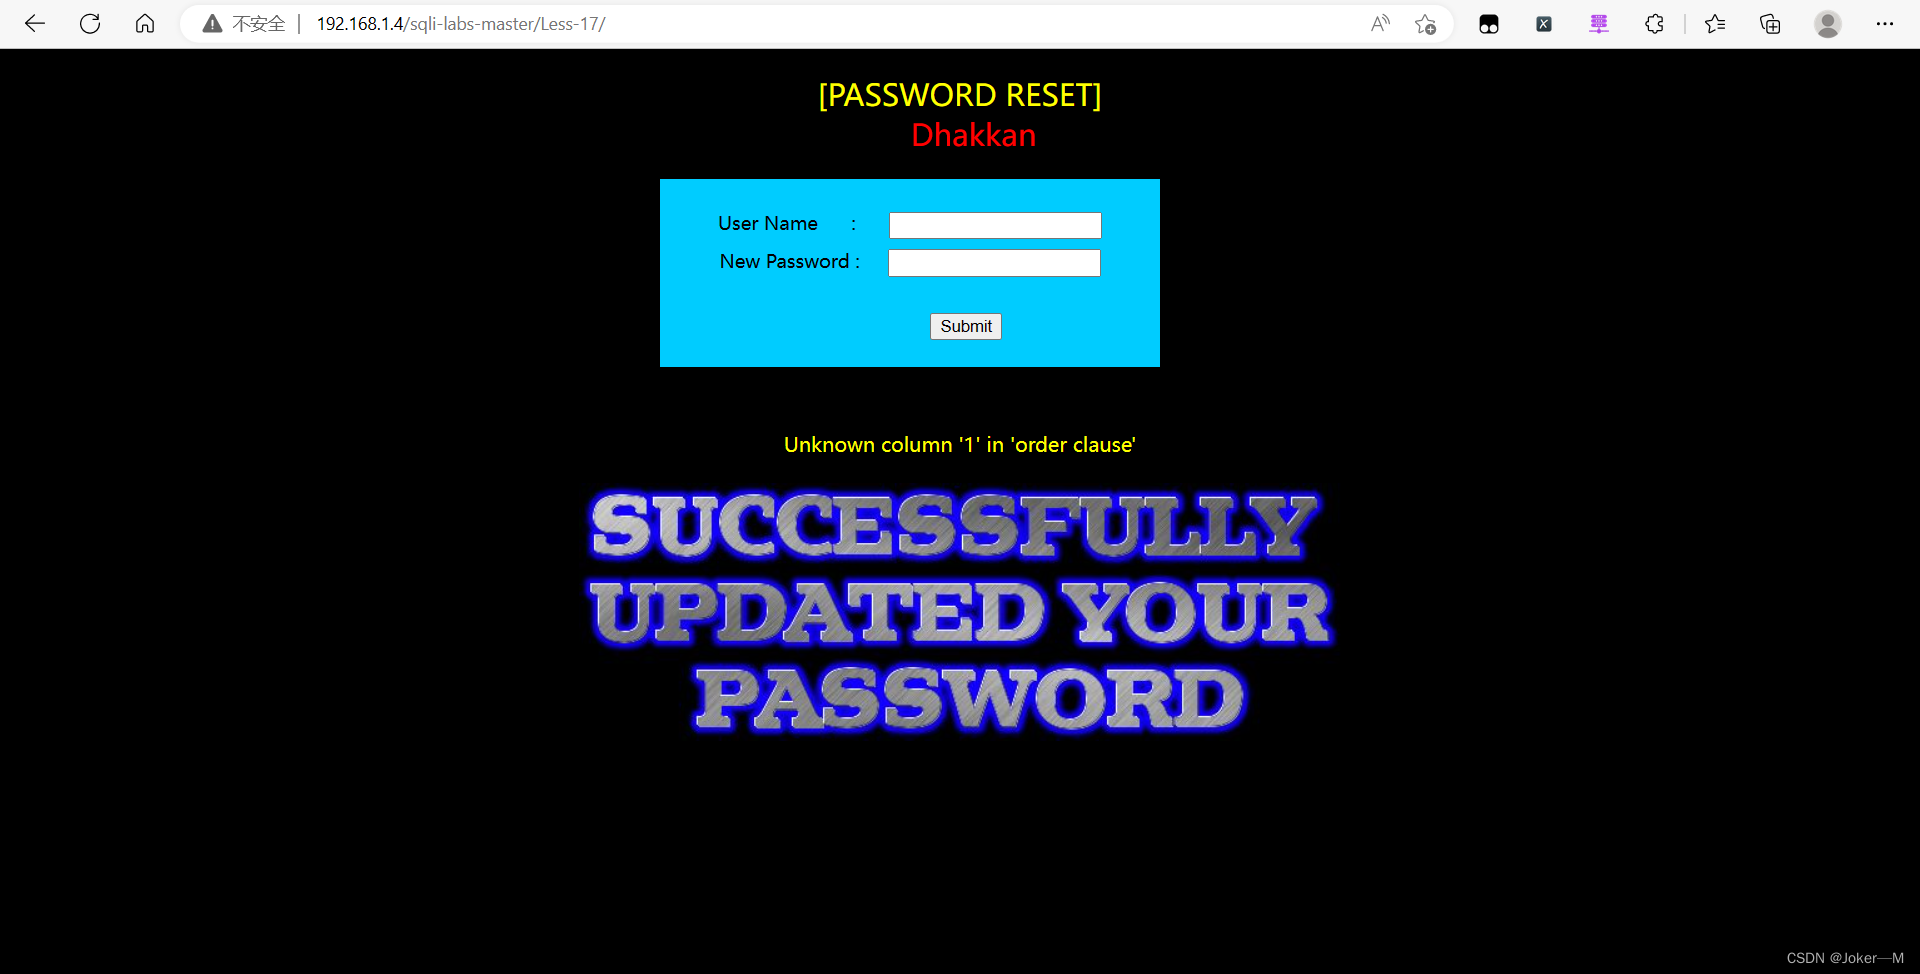 不安全 | 192.168.1.4/sqli-labs-master/Less-17/
[PASSWORD RESET]
Dhakkan
User Name :
New Password :
Submit
Unknown column '1' in 'order clause'
SUCCESSFULLY
UPDATED YOUR
PASSWORD
CSDN @Joker—M